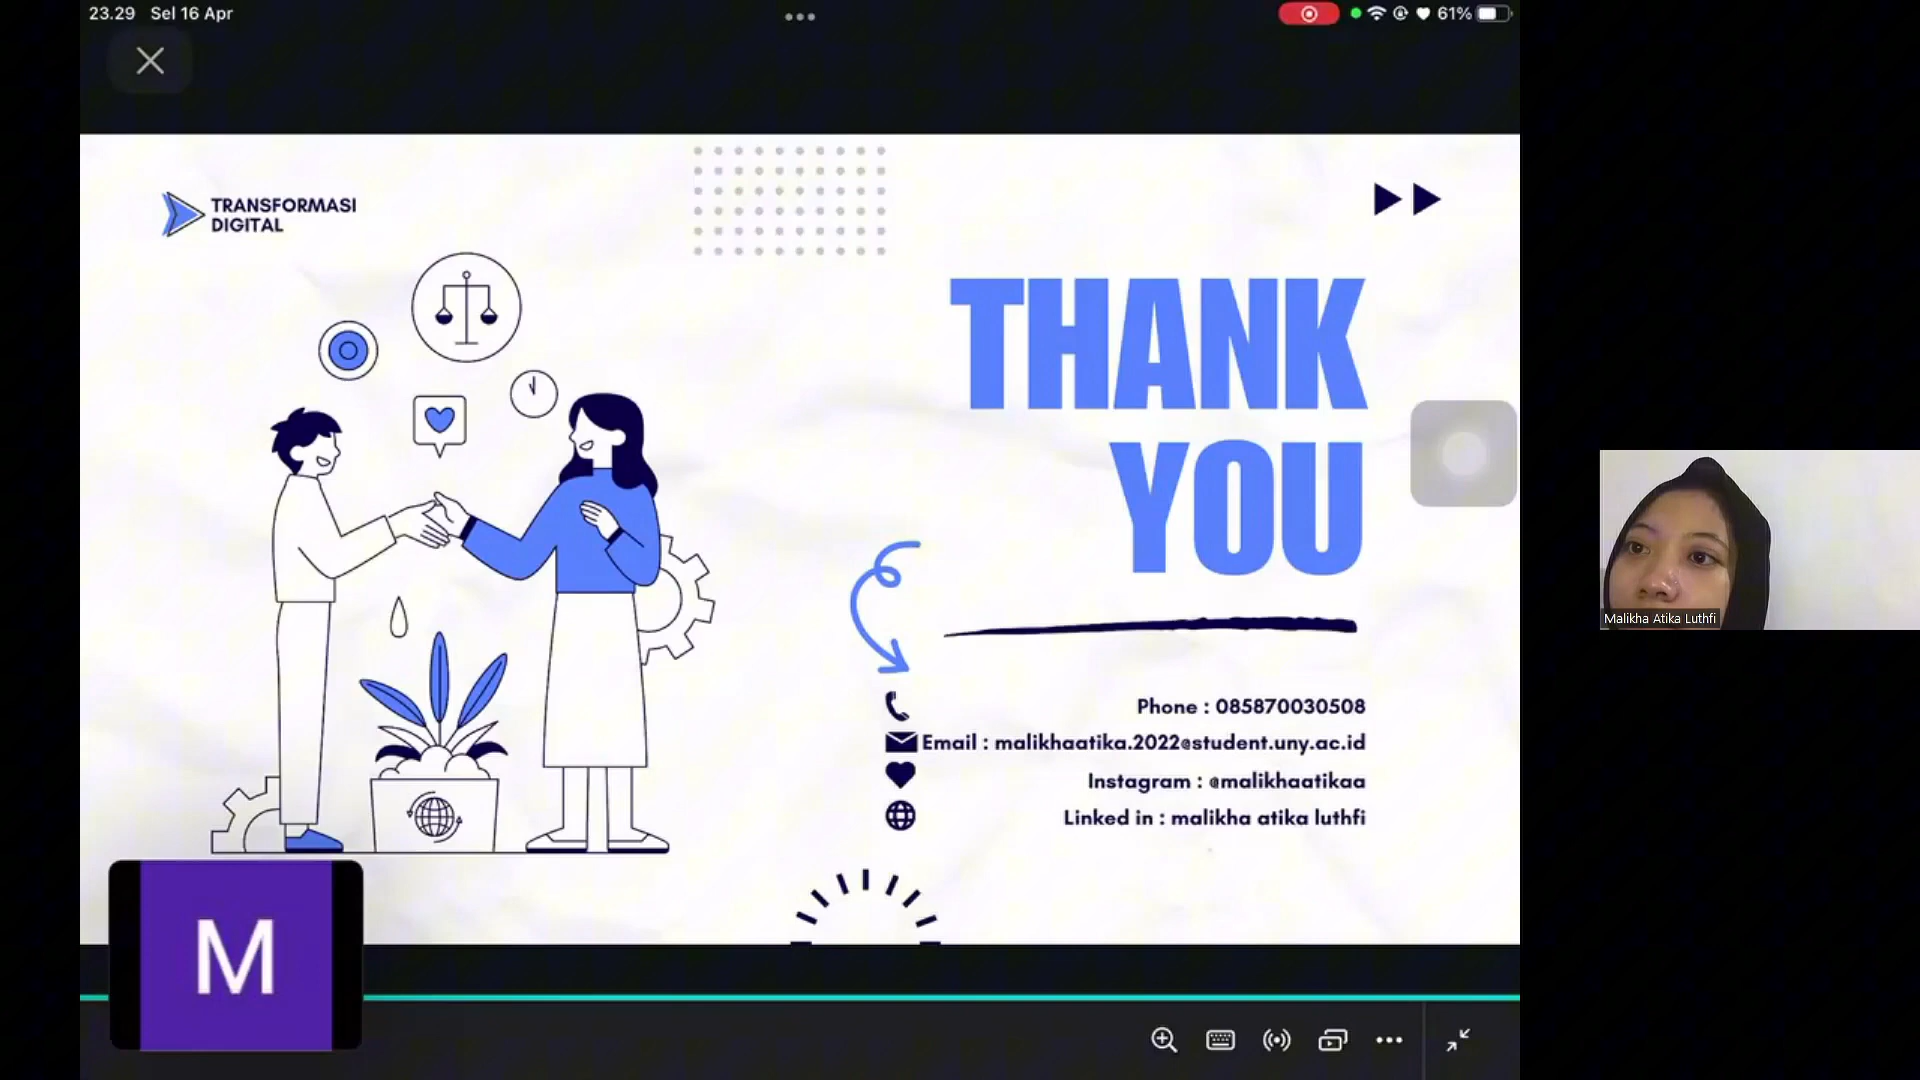 23.29 Sel 16 Apr
61%
TRANSFORMASI
DIGITAL
THANK
YOU
Phone : 085870030508
Email : malikhaatika.2022@student.uny.ac.id
Instagram : @malikhaatikaa
Linked in : malikha atika luthfi
Malikha Atika Luthfi
M